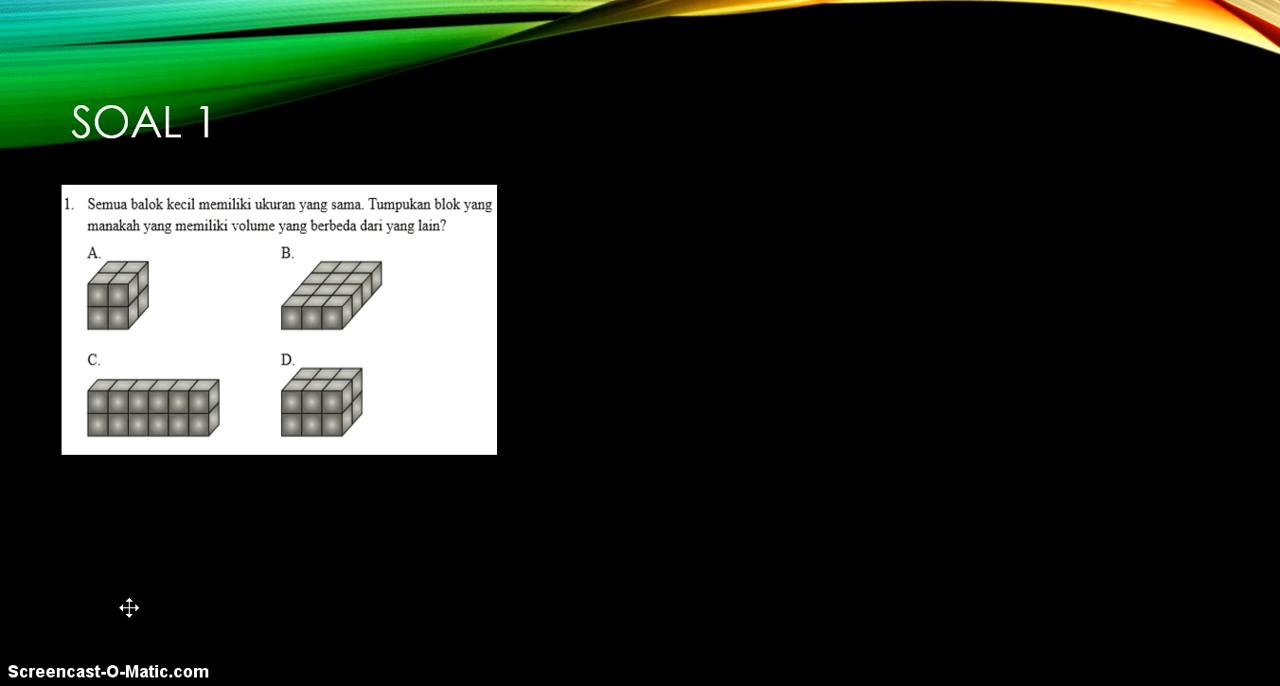 SOAL 1
1. Semua balok kecil memiliki ukuran yang sama. Tumpukan blok yang
manakah yang memiliki volume yang berbeda dari yang lain?
A. B.
C. D.
Screencast-O-Matic.com